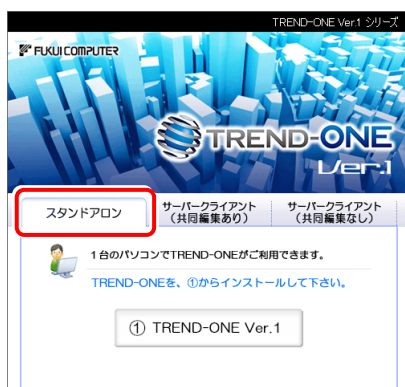 TREND-ONE Ver.1 シリーズ
FUKUI COMPUTER
TREND-ONE
Ver.1
スタンドアロン
サーバークライアント
（共同編集あり）
サーバークライアント
（共同編集なし）
1台のパソコンでTREND-ONEがご利用できます。
TREND-ONEを、①からインストールして下さい。
① TREND-ONE Ver.1